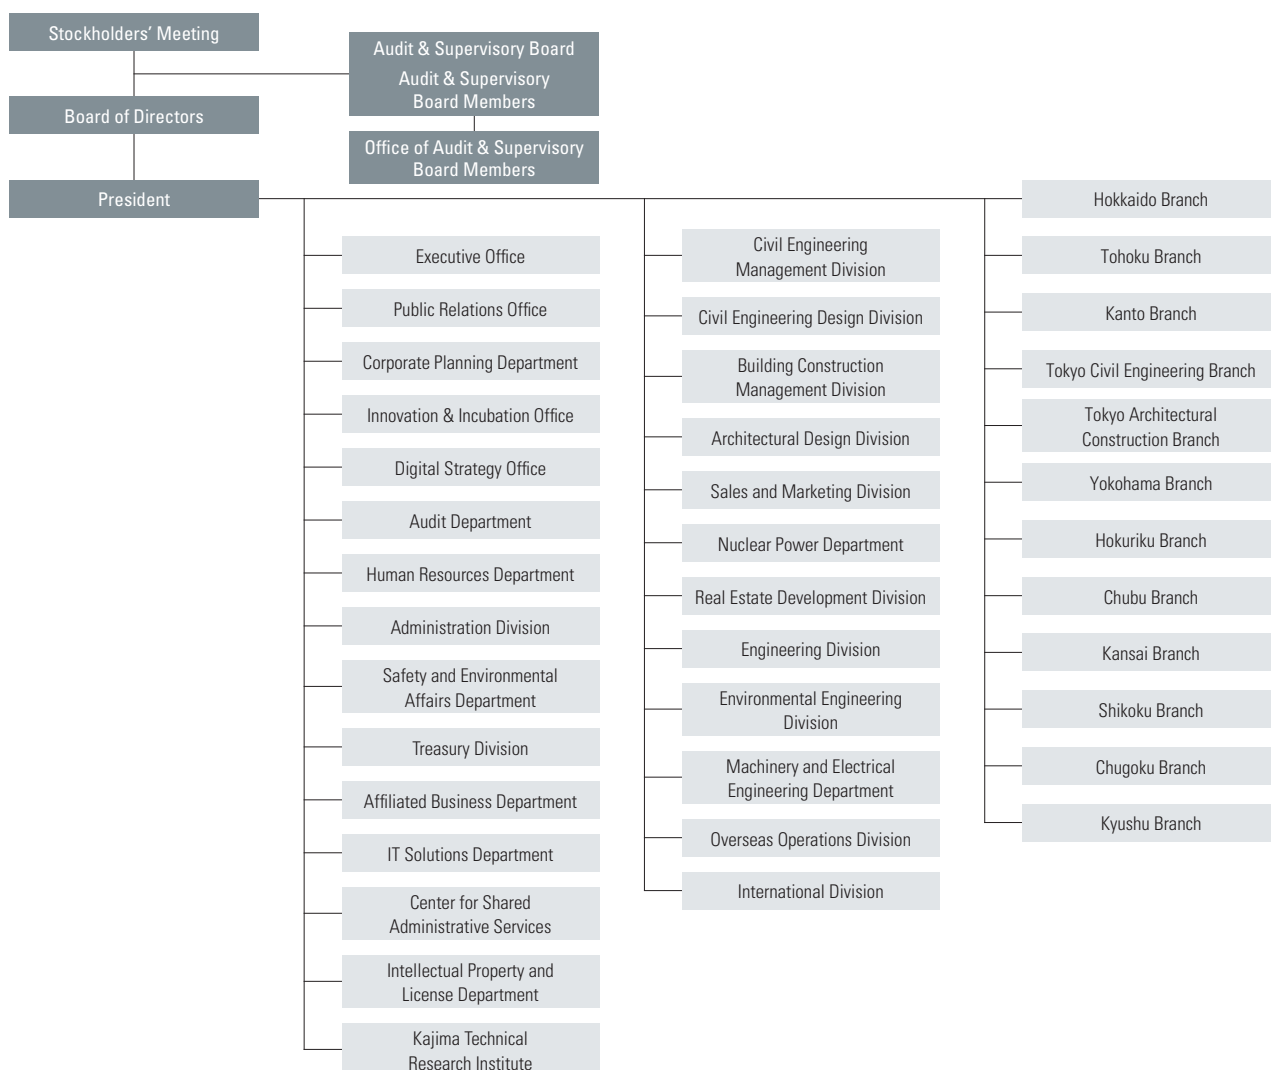 Stockholders’ Meeting
Audit & Supervisory Board
Audit & Supervisory
Board Members
Board of Directors
Office of Audit & Supervisory
Board Members
President
Executive Office
Public Relations Office
Corporate Planning Department
Innovation & Incubation Office
Digital Strategy Office
Audit Department
Human Resources Department
Administration Division
Safety and Environmental
Affairs Department
Treasury Division
Affiliated Business Department
IT Solutions Department
Center for Shared
Administrative Services
Intellectual Property and
License Department
Kajima Technical
Research Institute
Civil Engineering
Management Division
Civil Engineering Design Division
Building Construction
Management Division
Architectural Design Division
Sales and Marketing Division
Nuclear Power Department
Real Estate Development Division
Engineering Division
Environmental Engineering
Division
Machinery and Electrical
Engineering Department
Overseas Operations Division
International Division
Hokkaido Branch
Tohoku Branch
Kanto Branch
Tokyo Civil Engineering Branch
Tokyo Architectural
Construction Branch
Yokohama Branch
Hokuriku Branch
Chubu Branch
Kansai Branch
Shikoku Branch
Chugoku Branch
Kyushu Branch